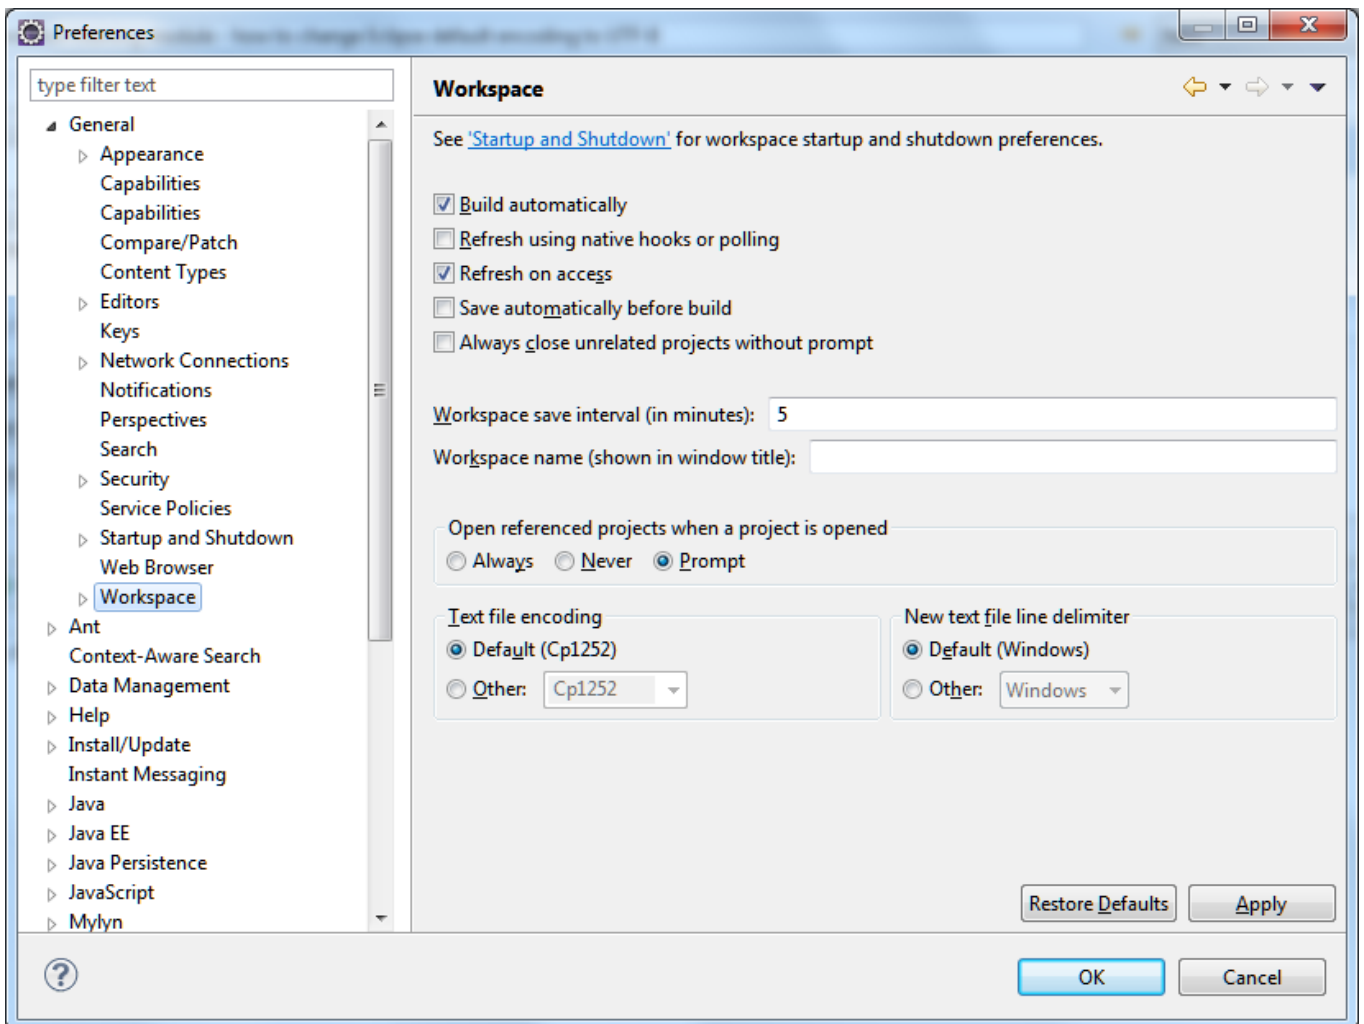 Preferences
type filter text
General
Appearance
Capabilities
Capabilities
Compare/Patch
Content Types
Editors
Keys
Network Connections
Notifications
Perspectives
Search
Security
Service Policies
Startup and Shutdown
Web Browser
Workspace
Ant
Context-Aware Search
Data Management
Help
Install/Update
Instant Messaging
Java
Java EE
Java Persistence
JavaScript
Mylyn
Workspace
See 'Startup and Shutdown' for workspace startup and shutdown preferences.
Build automatically
Refresh using native hooks or polling
Refresh on access
Save automatically before build
Always close unrelated projects without prompt
Workspace save interval (in minutes): 5
Workspace name (shown in window title):
Open referenced projects when a project is opened
Always Never Prompt
Text file encoding
Default (Cp1252)
Other: Cp1252
New text file line delimiter
Default (Windows)
Other: Windows
Restore Defaults Apply
OK Cancel